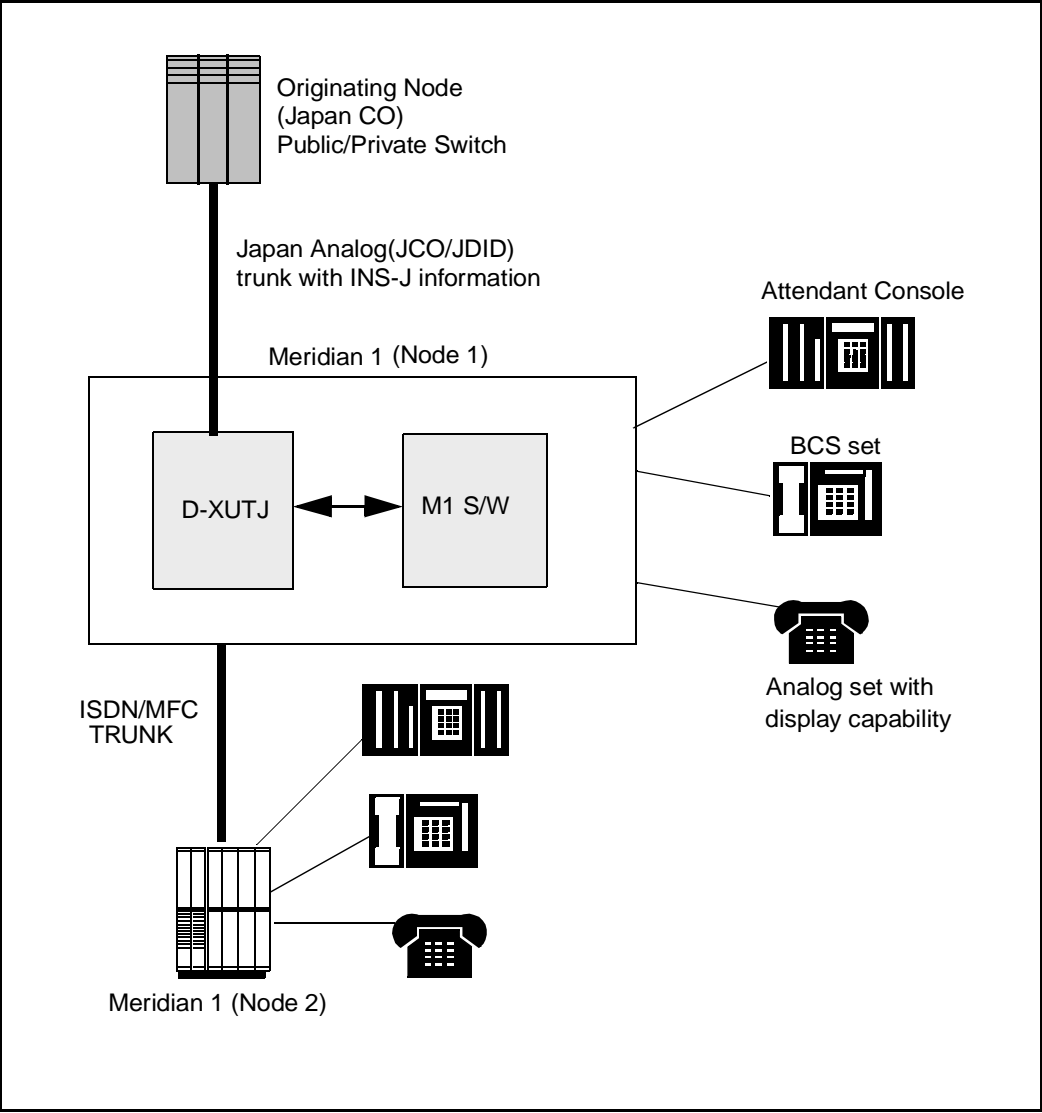 Originating Node
(Japan CO)
Public/Private Switch
Japan Analog(JCO/JDID)
trunk with INS-J information
Attendant Console
Meridian 1 (Node 1)
BCS set
D-XUTJ
M1 S/W
Analog set with
display capability
ISDN/MFC
TRUNK
Meridian 1 (Node 2)